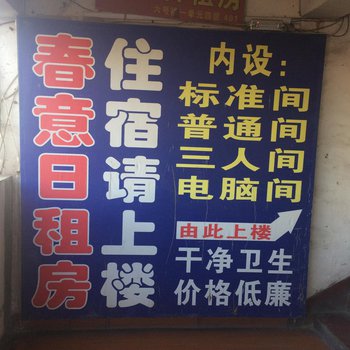 春意日租房
住宿请上楼
内设：
标准间
普通间
三人间
电脑间
由此上楼
干净卫生
价格低廉